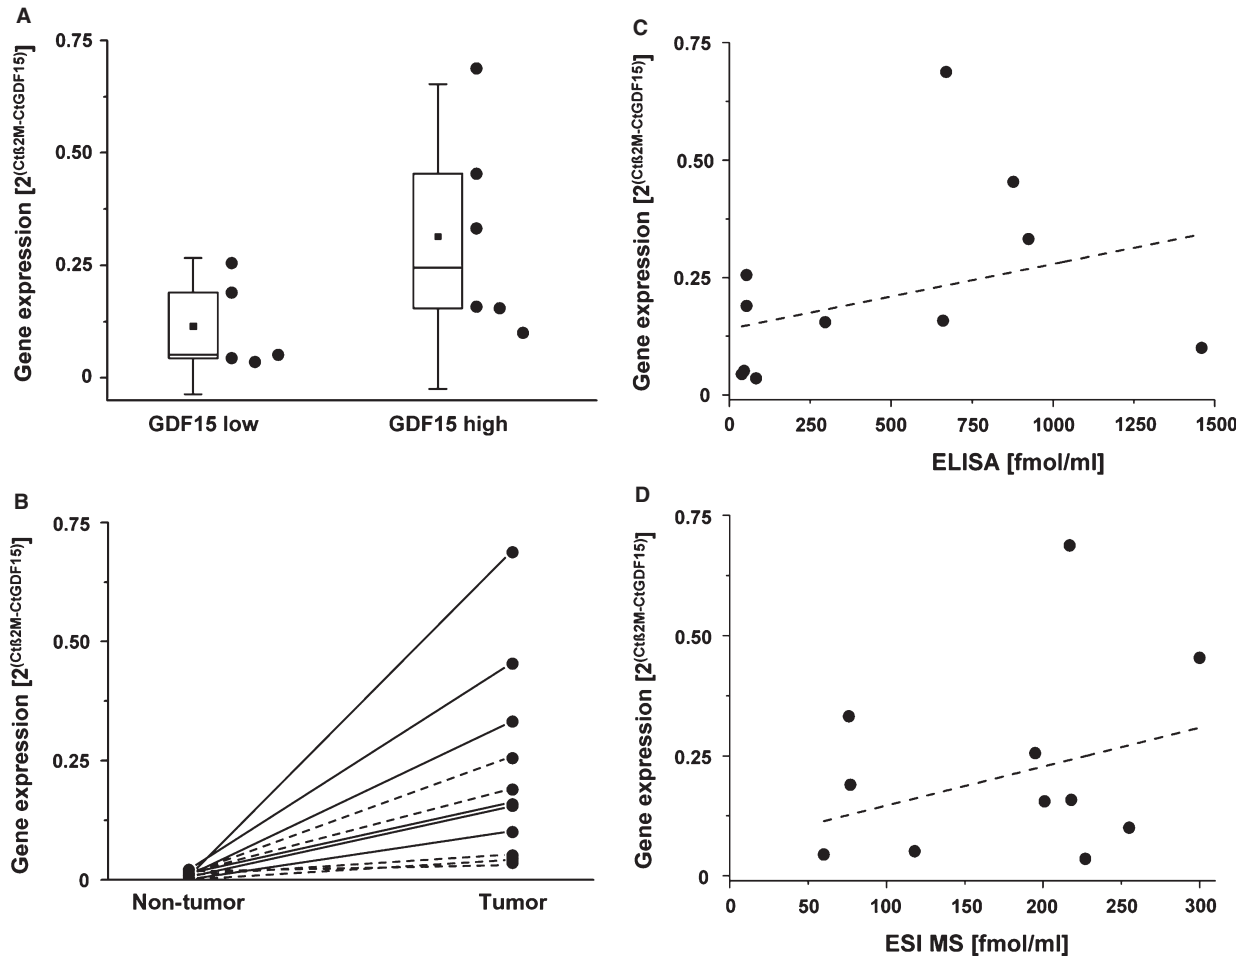 A
Gene expression [2(Ctß2M-CtGDF15)]
0.75
0.50
0.25
0
GDF15 low GDF15 high
B
Gene expression [2(Ctß2M-CtGDF15)]
0.75
0.50
0.25
0
Non-tumor Tumor
C
Gene expression [2(Ctß2M-CtGDF15)]
0.75
0.50
0.25
0
0 250 500 750 1000 1250 1500
ELISA [fmol/ml]
D
Gene expression [2(Ctß2M-CtGDF15)]
0.75
0.50
0.25
0
0 50 100 150 200 250 300
ESI MS [fmol/ml]